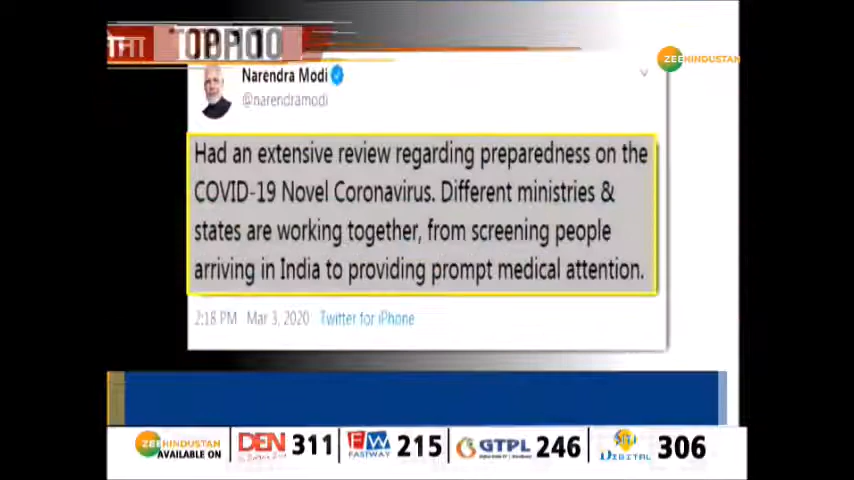 TOP 100
ZEE HINDUSTAN
Narendra Modi
@narendramodi
Had an extensive review regarding preparedness on the
COVID-19 Novel Coronavirus. Different ministries &
states are working together, from screening people
arriving in India to providing prompt medical attention.
2:18 PM Mar 3, 2020 Twitter for iPhone
ZEE HINDUSTAN
AVAILABLE ON
DEN 311
FASTWAY 215
GTPL 246
DIGITAL 306